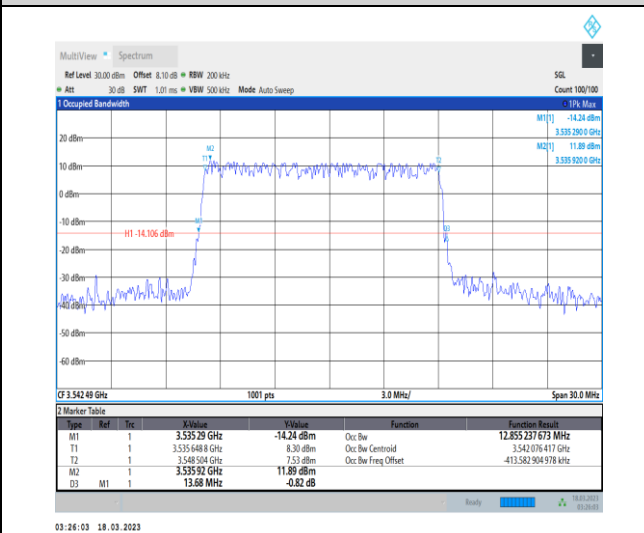 MultiView Spectrum
Ref Level 30.00 dBm Offset 8.10 dB RBW 200 kHz SGL
Att 30 dB SWT 1.01 ms VBW 500 kHz Mode Auto Sweep Count 100/100
1 Occupied Bandwidth 1Pk Max
M1[1] -14.24 dBm
3.535 290 0 GHz
M2[1] 11.89 dBm
3.535 920 0 GHz
20 dBm
M2
T1 T2
10 dBm
0 dBm
-10 dBm
M1 D3
H1 -14.106 dBm
-20 dBm
-30 dBm
-40 dBm
-50 dBm
-60 dBm
CF 3.542 49 GHz 1001 pts 3.0 MHz/ Span 30.0 MHz
2 Marker Table
Type Ref Trc X-Value Y-Value Function Function Result
M1 1 3.535 29 GHz -14.24 dBm Occ Bw 12.855 237 673 MHz
T1 1 3.535 648 8 GHz 8.30 dBm Occ Bw Centroid 3.542 076 417 GHz
T2 1 3.548 504 GHz 7.53 dBm Occ Bw Freq Offset -413.582 904 978 kHz
M2 1 3.535 92 GHz 11.89 dBm
D3 M1 1 13.68 MHz -0.82 dB
Ready 18.03.2023
03:26:03
03:26:03 18.03.2023